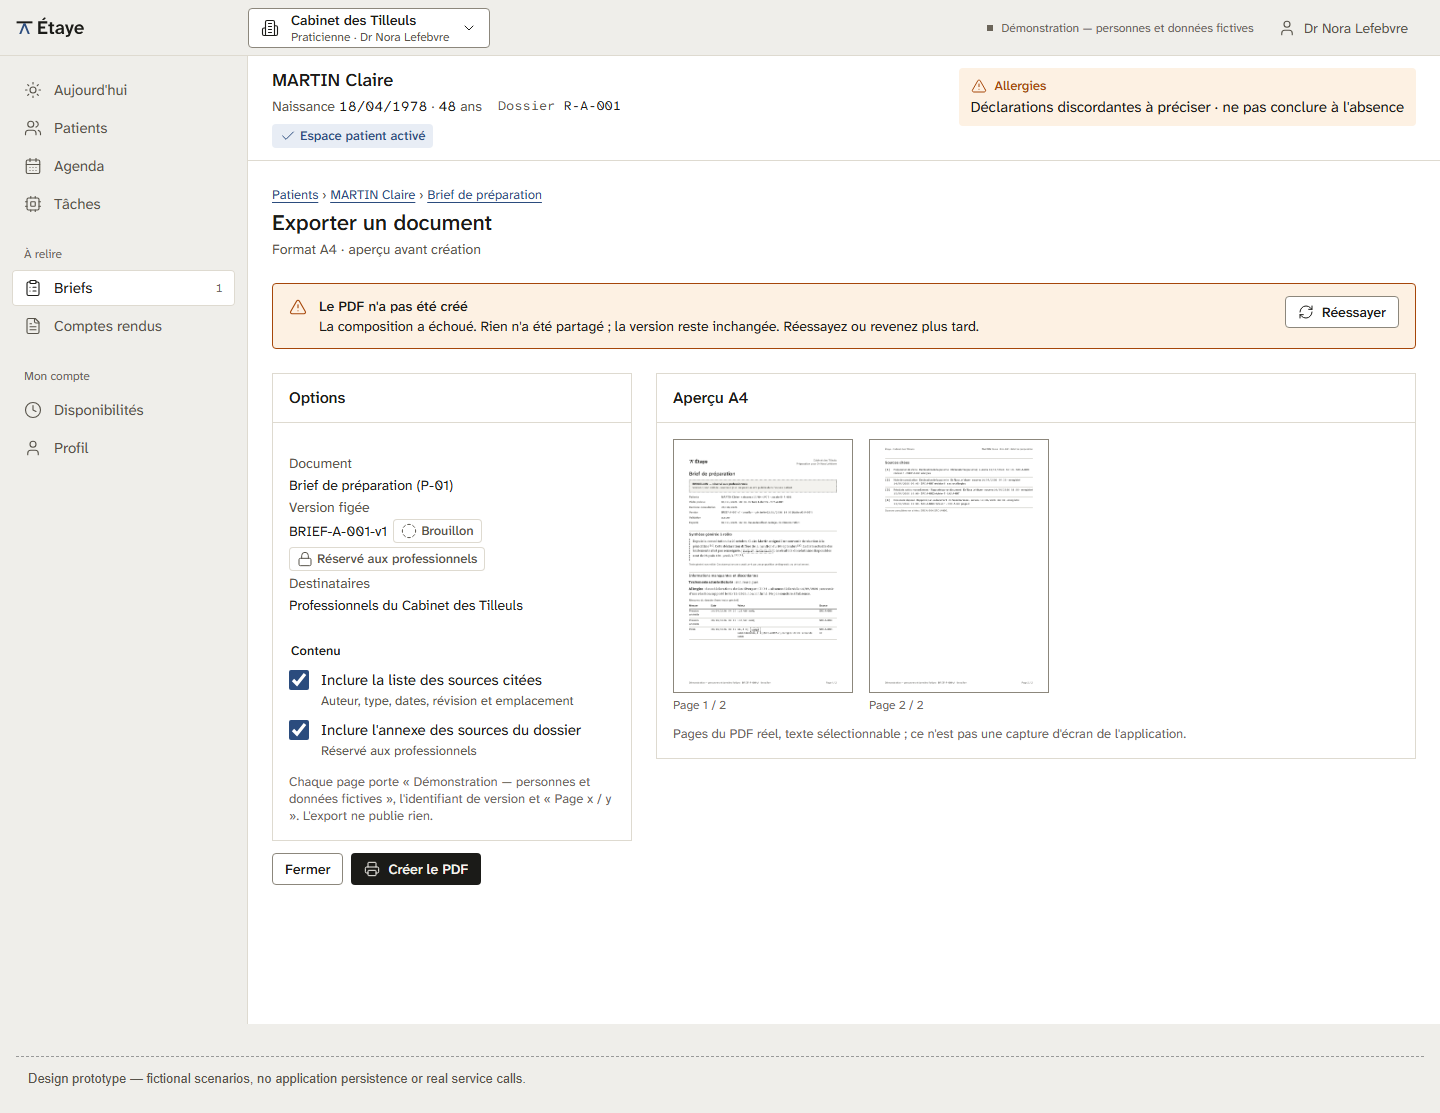 Étaye
Cabinet des Tilleuls
Praticienne · Dr Nora Lefebvre
Démonstration — personnes et données fictives
Dr Nora Lefebvre
Aujourd'hui
Patients
Agenda
Tâches
À relire
Briefs 1
Comptes rendus
Mon compte
Disponibilités
Profil
MARTIN Claire
Naissance 18/04/1978 · 48 ans Dossier R-A-001
Espace patient activé
Allergies
Déclarations discordantes à préciser · ne pas conclure à l'absence
Patients › MARTIN Claire › Brief de préparation
Exporter un document
Format A4 · aperçu avant création
Le PDF n'a pas été créé
La composition a échoué. Rien n'a été partagé ; la version reste inchangée. Réessayez ou revenez plus tard.
Réessayer
Options
Document
Brief de préparation (P-01)
Version figée
BRIEF-A-001-v1 Brouillon
Réservé aux professionnels
Destinataires
Professionnels du Cabinet des Tilleuls
Contenu
Inclure la liste des sources citées
Auteur, type, dates, révision et emplacement
Inclure l'annexe des sources du dossier
Réservé aux professionnels
Chaque page porte « Démonstration — personnes et
données fictives », l'identifiant de version et « Page x / y
». L'export ne publie rien.
Fermer
Créer le PDF
Aperçu A4
Étaye
Brief de préparation
Page 1 / 2
Page 2 / 2
Pages du PDF réel, texte sélectionnable ; ce n'est pas une capture d'écran de l'application.
Design prototype — fictional scenarios, no application persistence or real service calls.